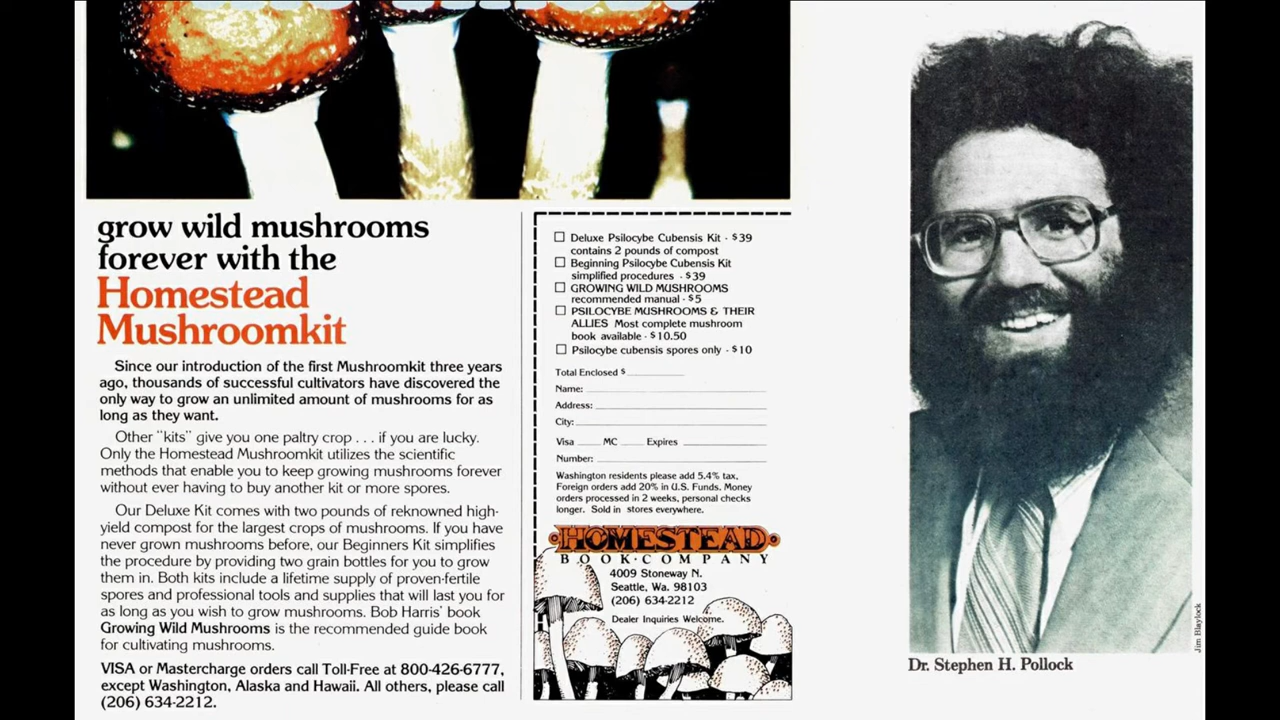 grow wild mushrooms
forever with the
Homestead
Mushroomkit
Since our introduction of the first Mushroomkit three years
ago, thousands of successful cultivators have discovered the
only way to grow an unlimited amount of mushrooms for as
long as they want.
Other "kits" give you one paltry crop . . . if you are lucky.
Only the Homestead Mushroomkit utilizes the scientific
methods that enable you to keep growing mushrooms forever
without ever having to buy another kit or more spores.
Our Deluxe Kit comes with two pounds of reknowned high-
yield compost for the largest crops of mushrooms. If you have
never grown mushrooms before, our Beginners Kit simplifies
the procedure by providing two grain bottles for you to grow
them in. Both kits include a lifetime supply of proven-fertile
spores and professional tools and supplies that will last you for
as long as you wish to grow mushrooms. Bob Harris' book
Growing Wild Mushrooms is the recommended guide book
for cultivating mushrooms.
VISA or Mastercharge orders call Toll-Free at 800-426-6777,
except Washington, Alaska and Hawaii. All others, please call
(206) 634-2212.
Deluxe Psilocybe Cubensis Kit - $39
contains 2 pounds of compost
Beginning Psilocybe Cubensis Kit
simplified procedures - $39
GROWING WILD MUSHROOMS
recommended manual - $5
PSILOCYBE MUSHROOMS & THEIR
ALLIES Most complete mushroom
book available - $10.50
Psilocybe cubensis spores only - $10
Total Enclosed $
Name:
Address:
City:
Visa MC Expires
Number:
Washington residents please add 5.4% tax,
Foreign orders add 20% in U.S. Funds. Money
orders processed in 2 weeks, personal checks
longer. Sold in stores everywhere.
HOMESTEAD
BOOK·COMPANY
4009 Stoneway N.
Seattle, Wa. 98103
(206) 634-2212
Dealer Inquiries Welcome.
Jim Blaylock
Dr. Stephen H. Pollock